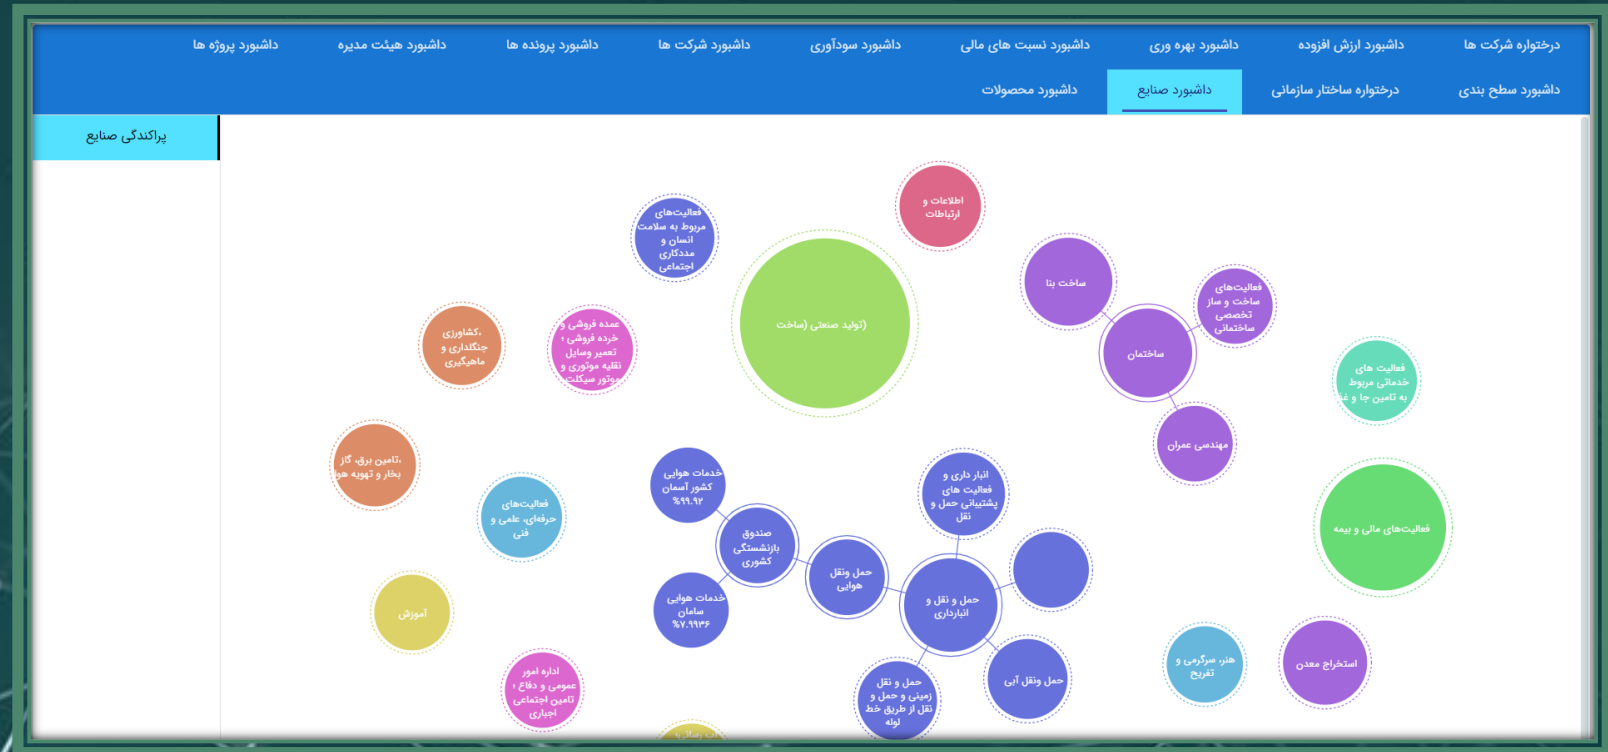 درختواره شرکت ها
داشبورد ارزش افزوده
داشبورد بهره وری
داشبورد نسبت های مالی
داشبورد سودآوری
داشبورد شرکت ها
داشبورد پرونده ها
داشبورد هیئت مدیره
داشبورد پروژه ها
داشبورد سطح بندی
درختواره ساختار سازمانی
داشبورد صنایع
داشبورد محصولات
پراکندگی صنایع
اطلاعات و
ارتباطات
فعالیت‌های
مربوط به سلامت
انسان و
مددکاری
اجتماعی
(تولید صنعتی (ساخت
ساخت بنا
فعالیت‌های
ساخت و ساز
تخصصی
ساختمانی
ساختمان
مهندسی عمران
عمده فروشی و
خرده فروشی ؛
تعمیر وسایل
نقلیه موتوری و
موتور سیکلت
،کشاورزی
جنگلداری و
ماهیگیری
فعالیت های
خدماتی مربوط
به تامین جا و غذ
،تامین برق، گاز
بخار و تهویه هوا
فعالیت‌های
حرفه‌ای، علمی و
فنی
خدمات هوایی
کشور آسمان
%۹۹.۹۲
صندوق
بازنشستگی
کشوری
خدمات هوایی
سامان
%۷.۹۹۳۶
حمل ونقل
هوایی
انبار داری و
فعالیت های
پشتیبانی حمل و
نقل
حمل و نقل و
انبارداری
حمل ونقل آبی
حمل و نقل
زمینی و حمل و
نقل از طریق خط
لوله
فعالیت‌های مالی و بیمه
آموزش
اداره امور
عمومی و دفاع ؛
تامین اجتماعی
اجباری
هنر، سرگرمی و
تفریح
استخراج معدن